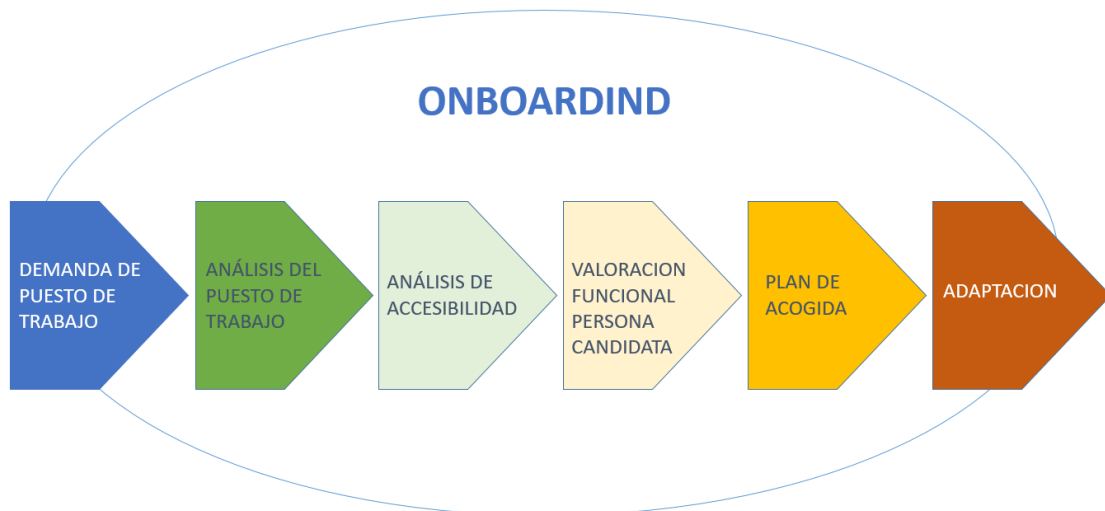 ONBOARDIND
DEMANDA DE
PUESTO DE
TRABAJO
ANÁLISIS DEL
PUESTO DE
TRABAJO
ANÁLISIS DE
ACCESIBILIDAD
VALORACION
FUNCIONAL
PERSONA
CANDIDATA
PLAN DE
ACOGIDA
ADAPTACION